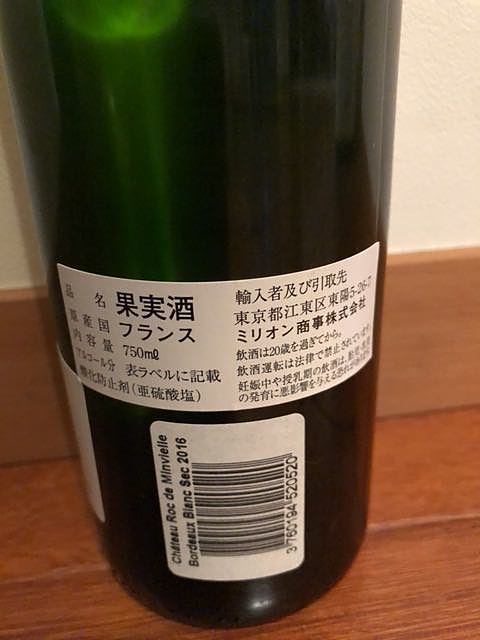 品名 果実酒
原産国 フランス
内容量 750mℓ
アルコール分 表ラベルに記載
酸化防止剤(亜硫酸塩)
輸入者及び引取先
東京都江東区東陽5-26-7
ミリオン商事株式会社
飲酒は20歳を過ぎてから。
飲酒運転は法律で禁止されています。
妊娠中や授乳期の飲酒は、胎児・乳児
の発育に悪影響を与える恐れがあります。
Château Roc de Minvielle
Bordeaux Blanc Sec 2016
3 760194 520520